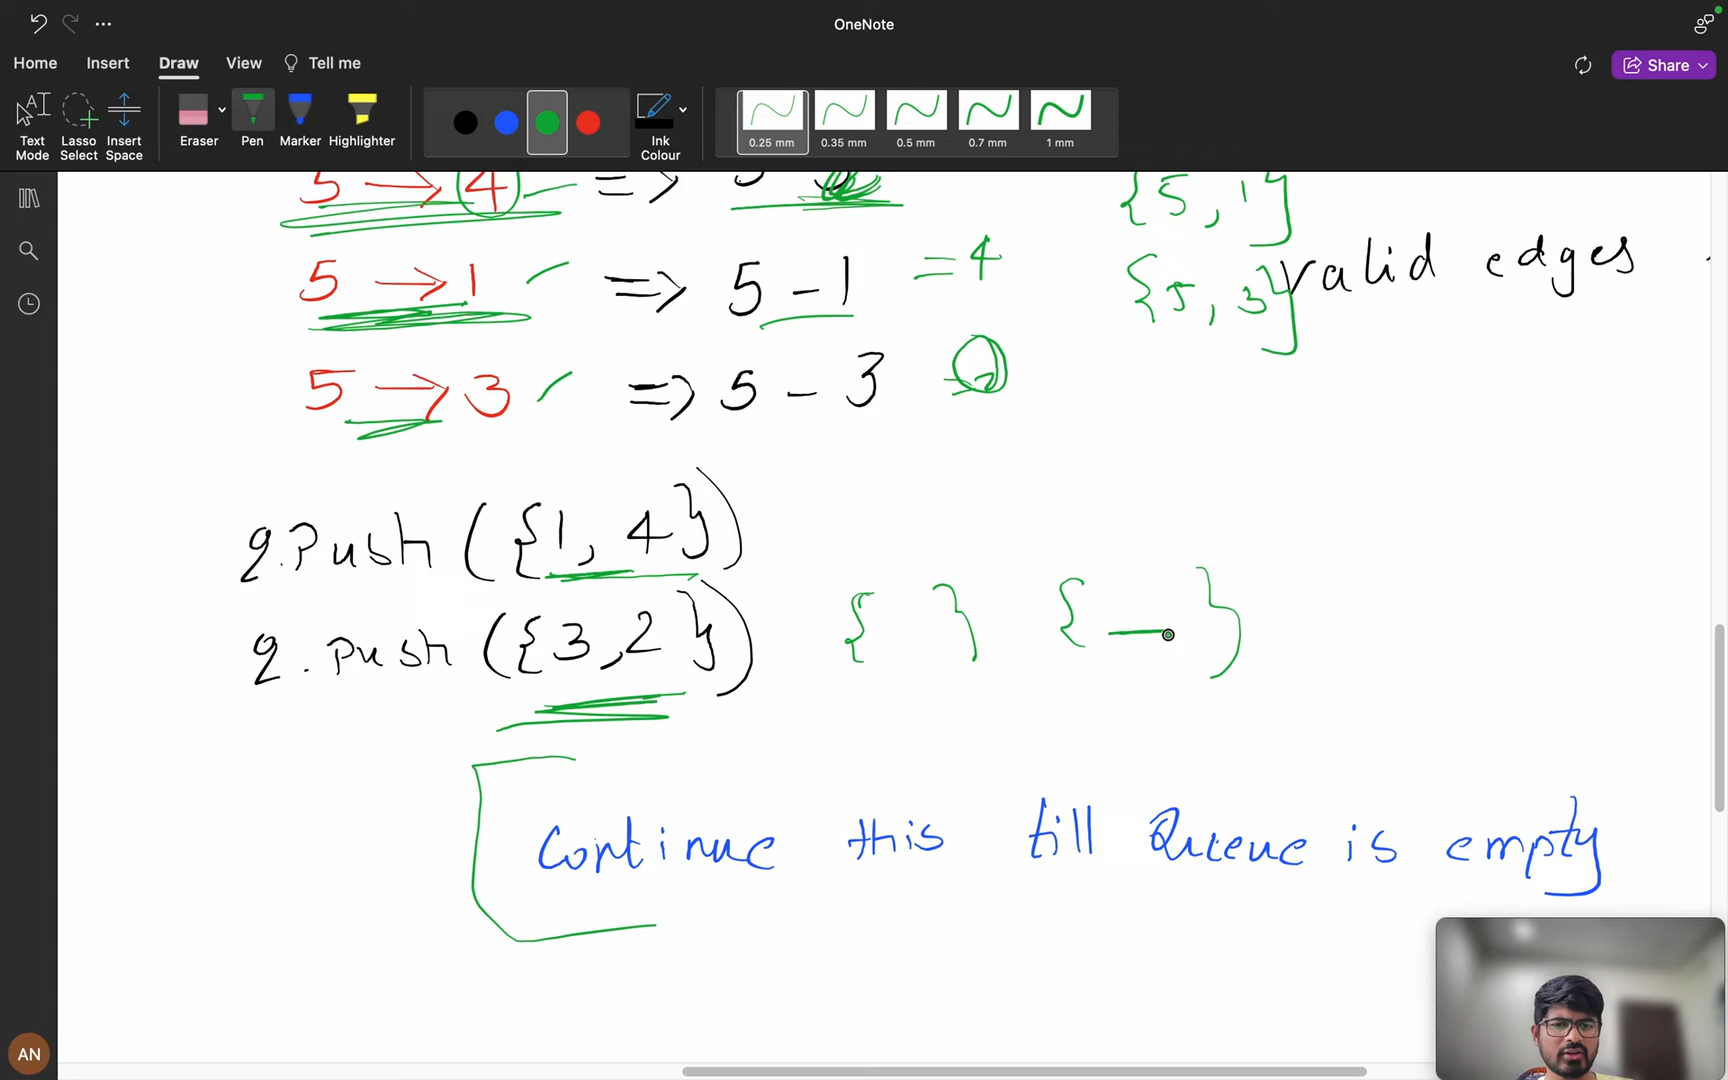 OneNote
Home Insert Draw View Tell me
Share
Text Mode
Lasso Select
Insert Space
Eraser
Pen
Marker
Highlighter
Ink Colour
0.25 mm
0.35 mm
0.5 mm
0.7 mm
1 mm
5 → 4 => 5 {5, 1}
5 → 1 => 5 - 1 = 4 {5, 3} valid edges
5 → 3 => 5 - 3
q.Push ({1, 4})
q.push ({3,2}) { } { }
Continue this till Queue is empty
AN